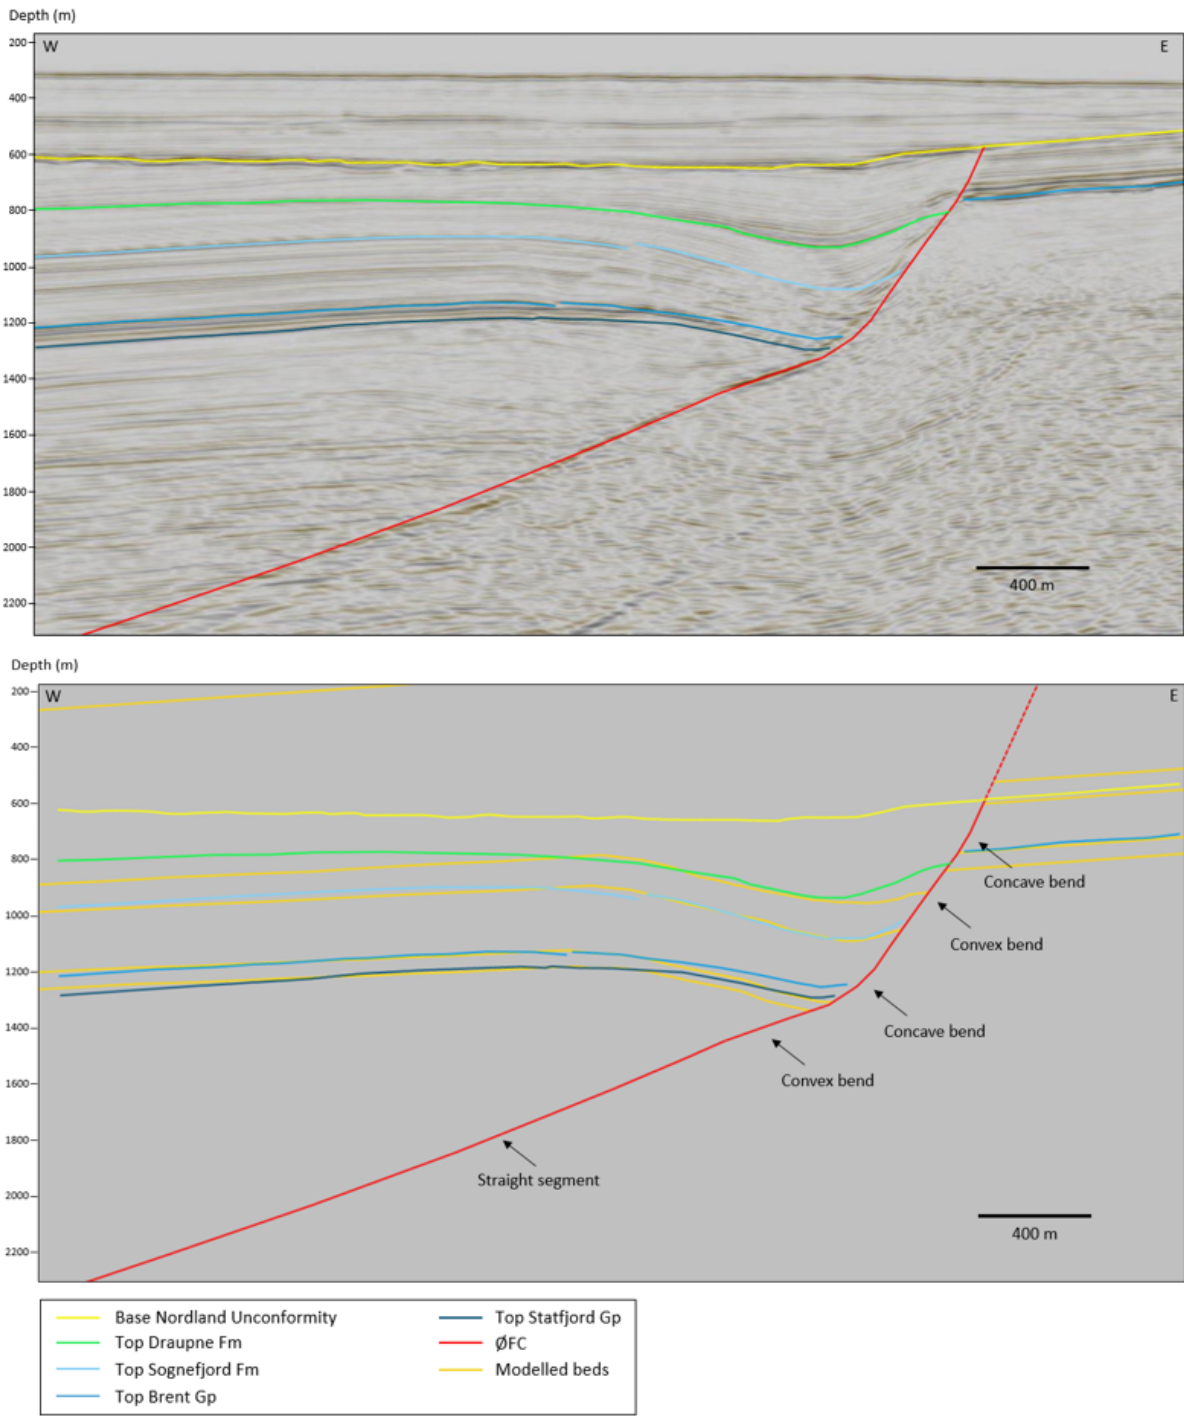 Depth (m)
W
E
200
400
600
800
1000
1200
1400
1600
1800
2000
2200
400 m
Depth (m)
W
E
200
400
600
800
1000
1200
1400
1600
1800
2000
2200
Concave bend
Convex bend
Concave bend
Convex bend
Straight segment
400 m
Base Nordland Unconformity
Top Draupne Fm
Top Sognefjord Fm
Top Brent Gp
Top Statfjord Gp
ØFC
Modelled beds